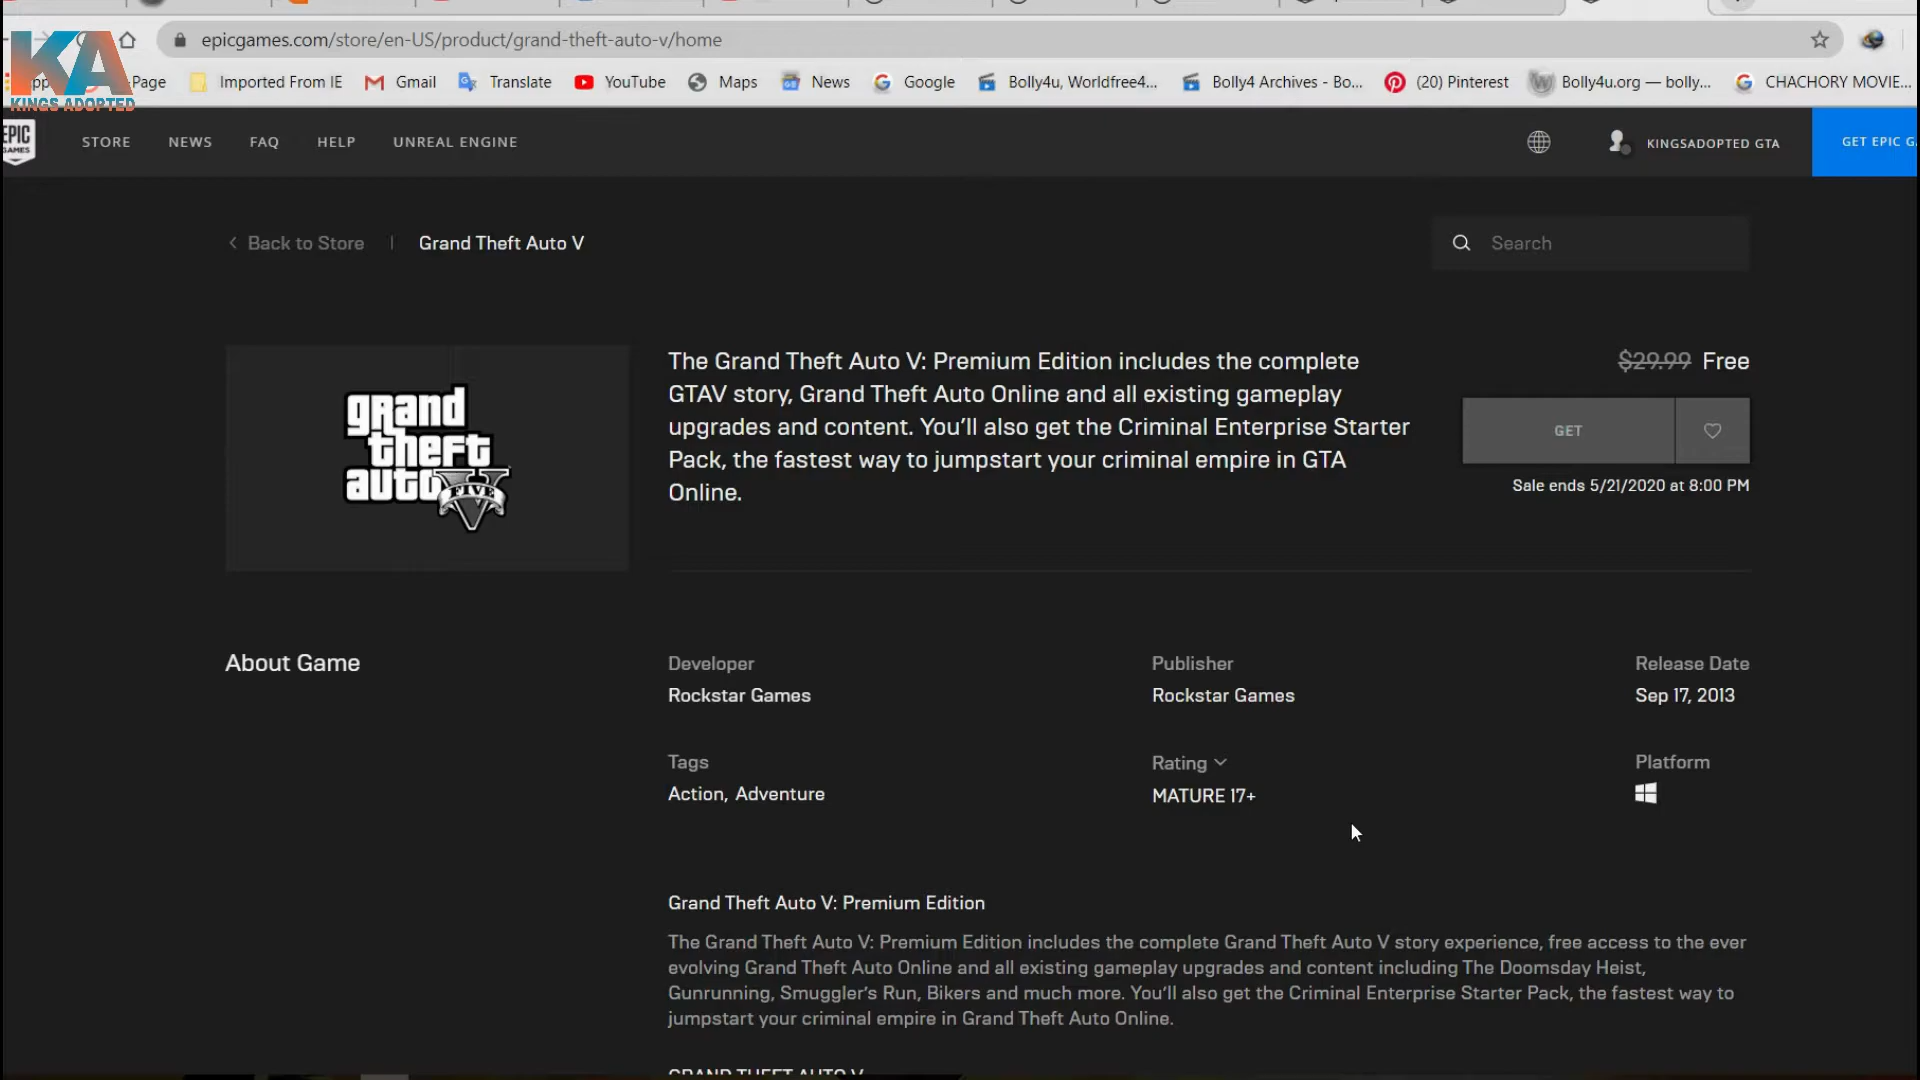 KA
KINGS ADOPTED
epicgames.com/store/en-US/product/grand-theft-auto-v/home
Page Imported From IE Gmail Translate YouTube Maps News Google Bolly4u, Worldfree4... Bolly4 Archives - Bo... (20) Pinterest Bolly4u.org — bolly... CHACHORY MOVIE...
EPIC GAMES STORE NEWS FAQ HELP UNREAL ENGINE KINGSADOPTED GTA GET EPIC G
Back to Store | Grand Theft Auto V Search
grand
theft
auto
FIVE
V
The Grand Theft Auto V: Premium Edition includes the complete
GTAV story, Grand Theft Auto Online and all existing gameplay
upgrades and content. You’ll also get the Criminal Enterprise Starter
Pack, the fastest way to jumpstart your criminal empire in GTA
Online.
$29.99 Free
GET
Sale ends 5/21/2020 at 8:00 PM
About Game
Developer
Rockstar Games
Publisher
Rockstar Games
Release Date
Sep 17, 2013
Tags
Action, Adventure
Rating
MATURE 17+
Platform
Grand Theft Auto V: Premium Edition
The Grand Theft Auto V: Premium Edition includes the complete Grand Theft Auto V story experience, free access to the ever
evolving Grand Theft Auto Online and all existing gameplay upgrades and content including The Doomsday Heist,
Gunrunning, Smuggler’s Run, Bikers and much more. You’ll also get the Criminal Enterprise Starter Pack, the fastest way to
jumpstart your criminal empire in Grand Theft Auto Online.
GRAND THEFT AUTO V